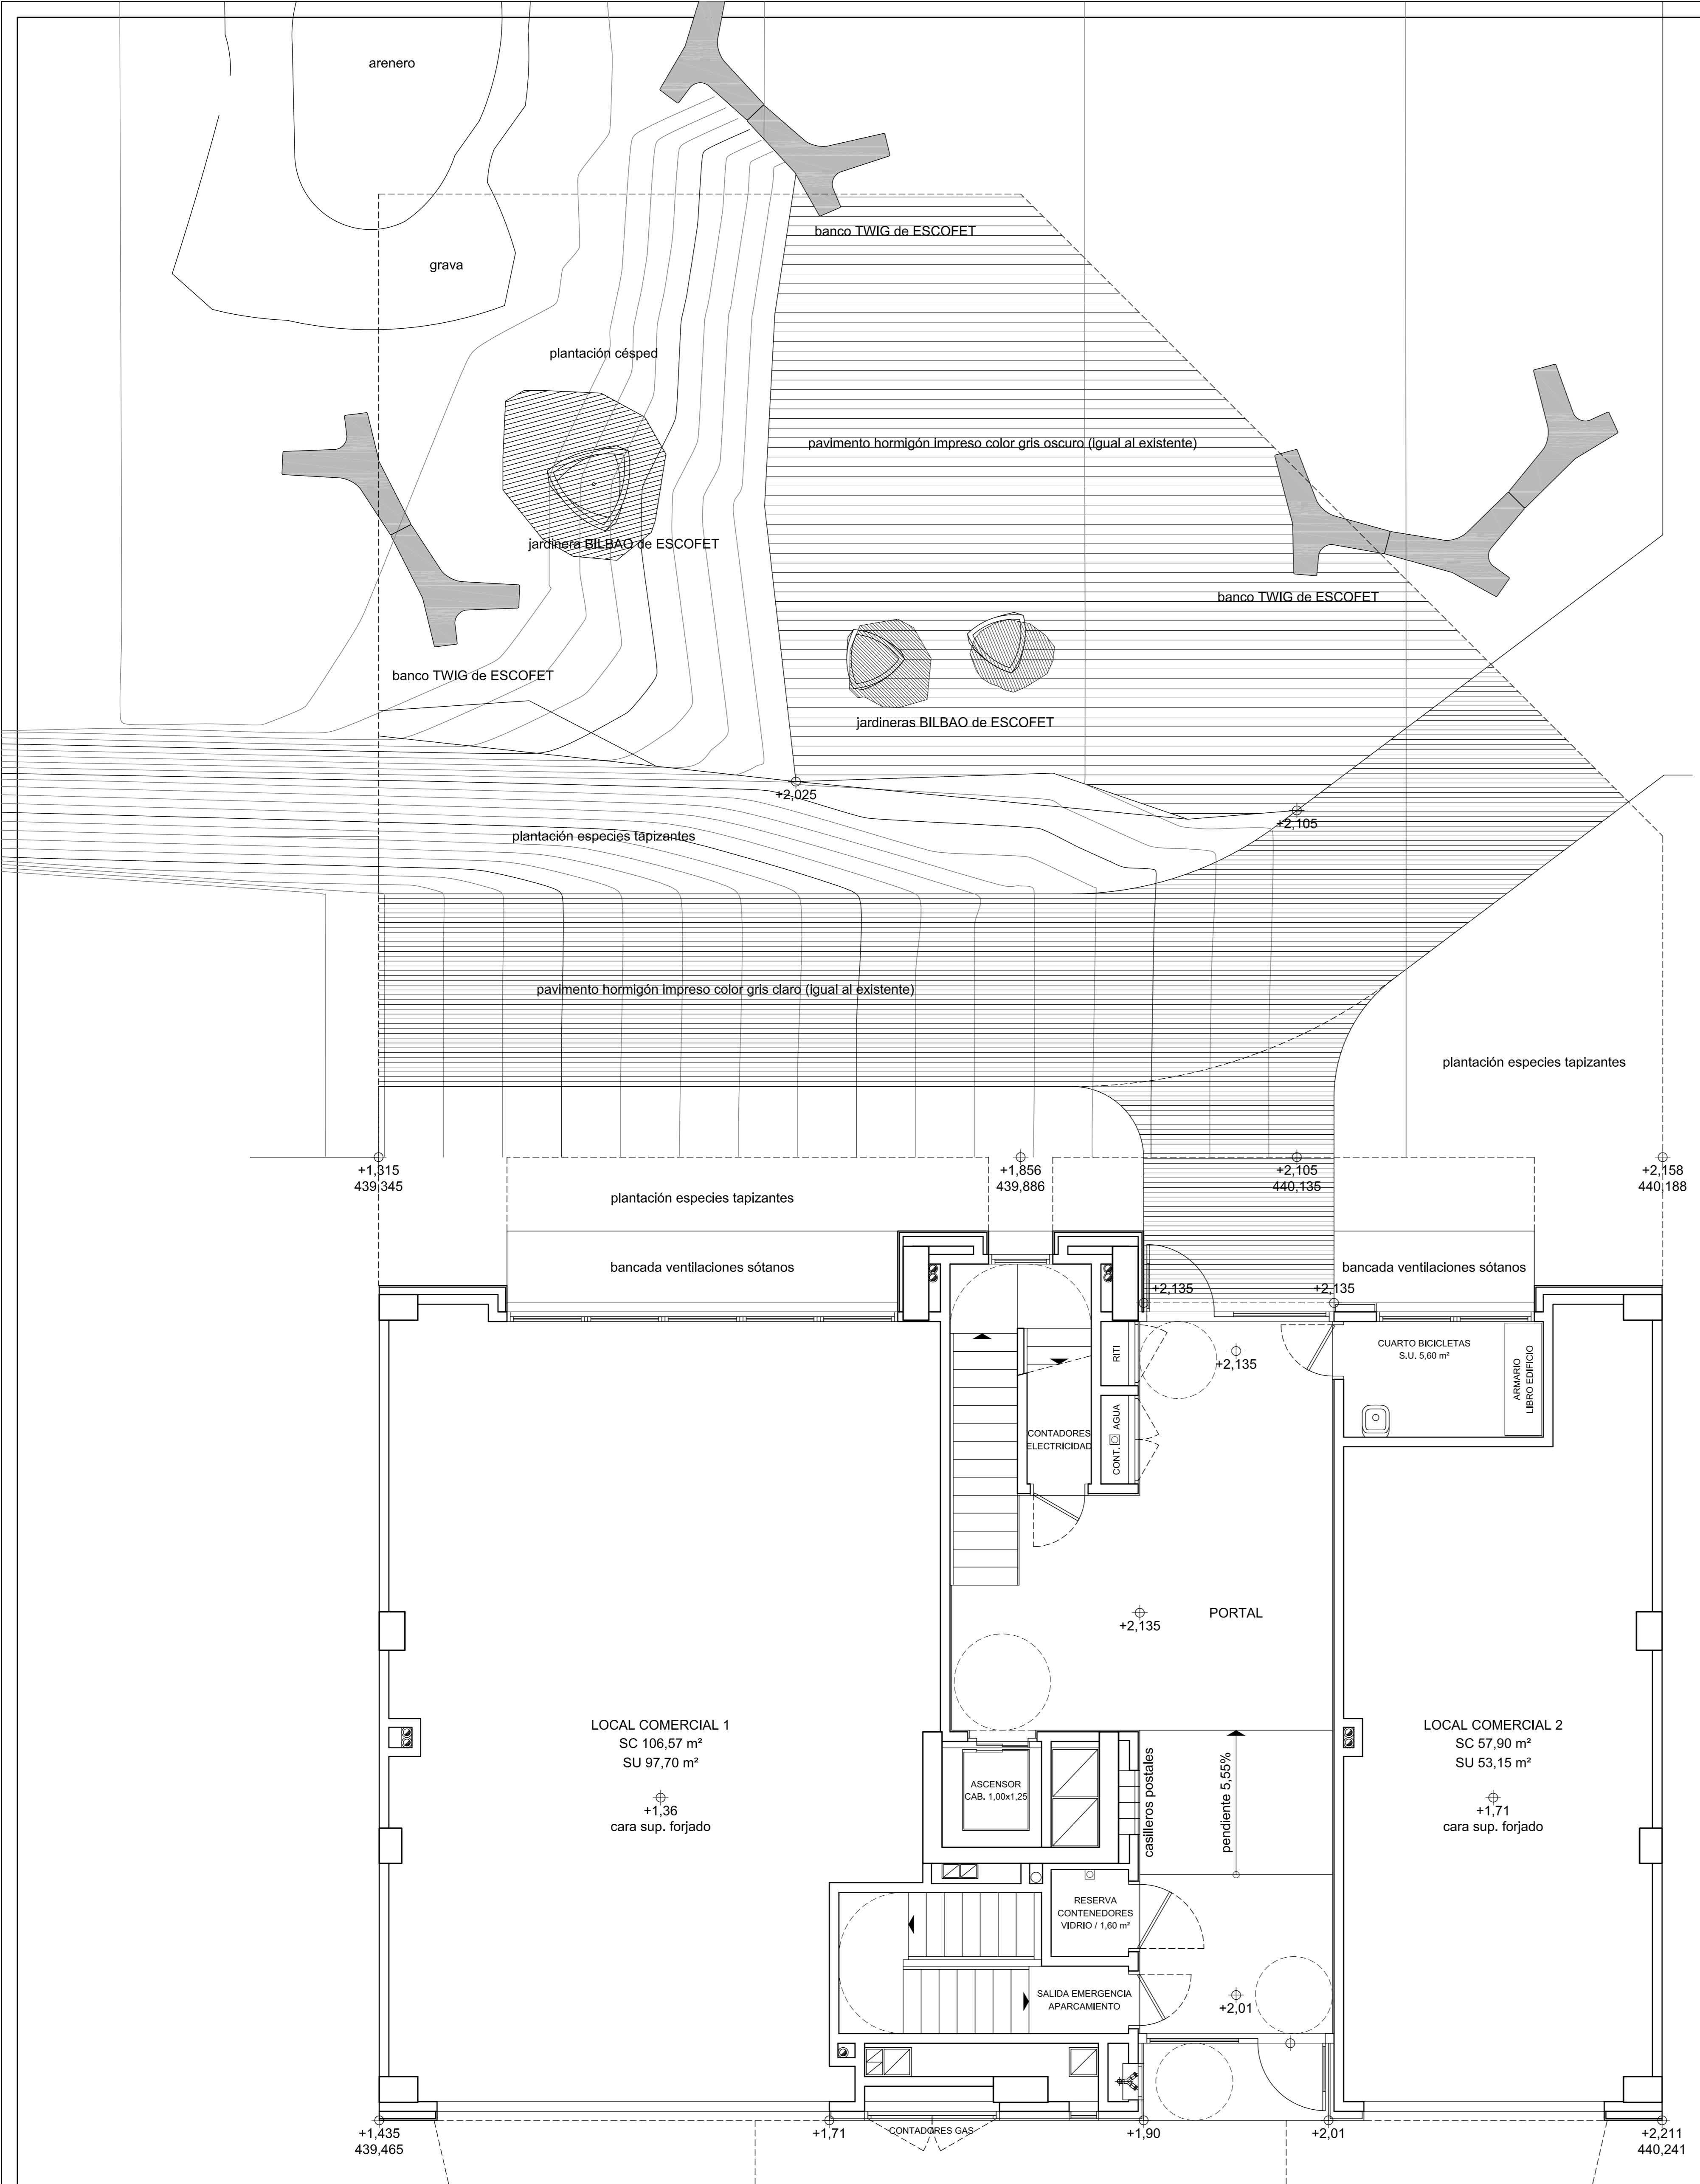 arenero
banco TWIG de ESCOFET
grava
plantación césped
pavimento hormigón impreso color gris oscuro (igual al existente)
jardinera BILBAO de ESCOFET
banco TWIG de ESCOFET
banco TWIG de ESCOFET
jardineras BILBAO de ESCOFET
+2,025
+2,105
plantación especies tapizantes
pavimento hormigón impreso color gris claro (igual al existente)
plantación especies tapizantes
+1,315
439,345
+1,856
439,886
+2,105
440,135
+2,158
440,188
plantación especies tapizantes
bancada ventilaciones sótanos
bancada ventilaciones sótanos
+2,135
+2,135
+2,135
RITI
CUARTO BICICLETAS
S.U. 5,60 m²
ARMARIO
LIBRO EDIFICIO
CONT. AGUA
CONTADORES
ELECTRICIDAD
PORTAL
+2,135
LOCAL COMERCIAL 1
SC 106,57 m²
SU 97,70 m²
+1,36
cara sup. forjado
ASCENSOR
CAB. 1,00x1,25
casilleros postales
pendiente 5,55%
LOCAL COMERCIAL 2
SC 57,90 m²
SU 53,15 m²
+1,71
cara sup. forjado
RESERVA
CONTENEDORES
VIDRIO / 1,60 m²
SALIDA EMERGENCIA
APARCAMIENTO
+2,01
+1,435
439,465
+1,71
CONTADORES GAS
+1,90
+2,01
+2,211
440,241